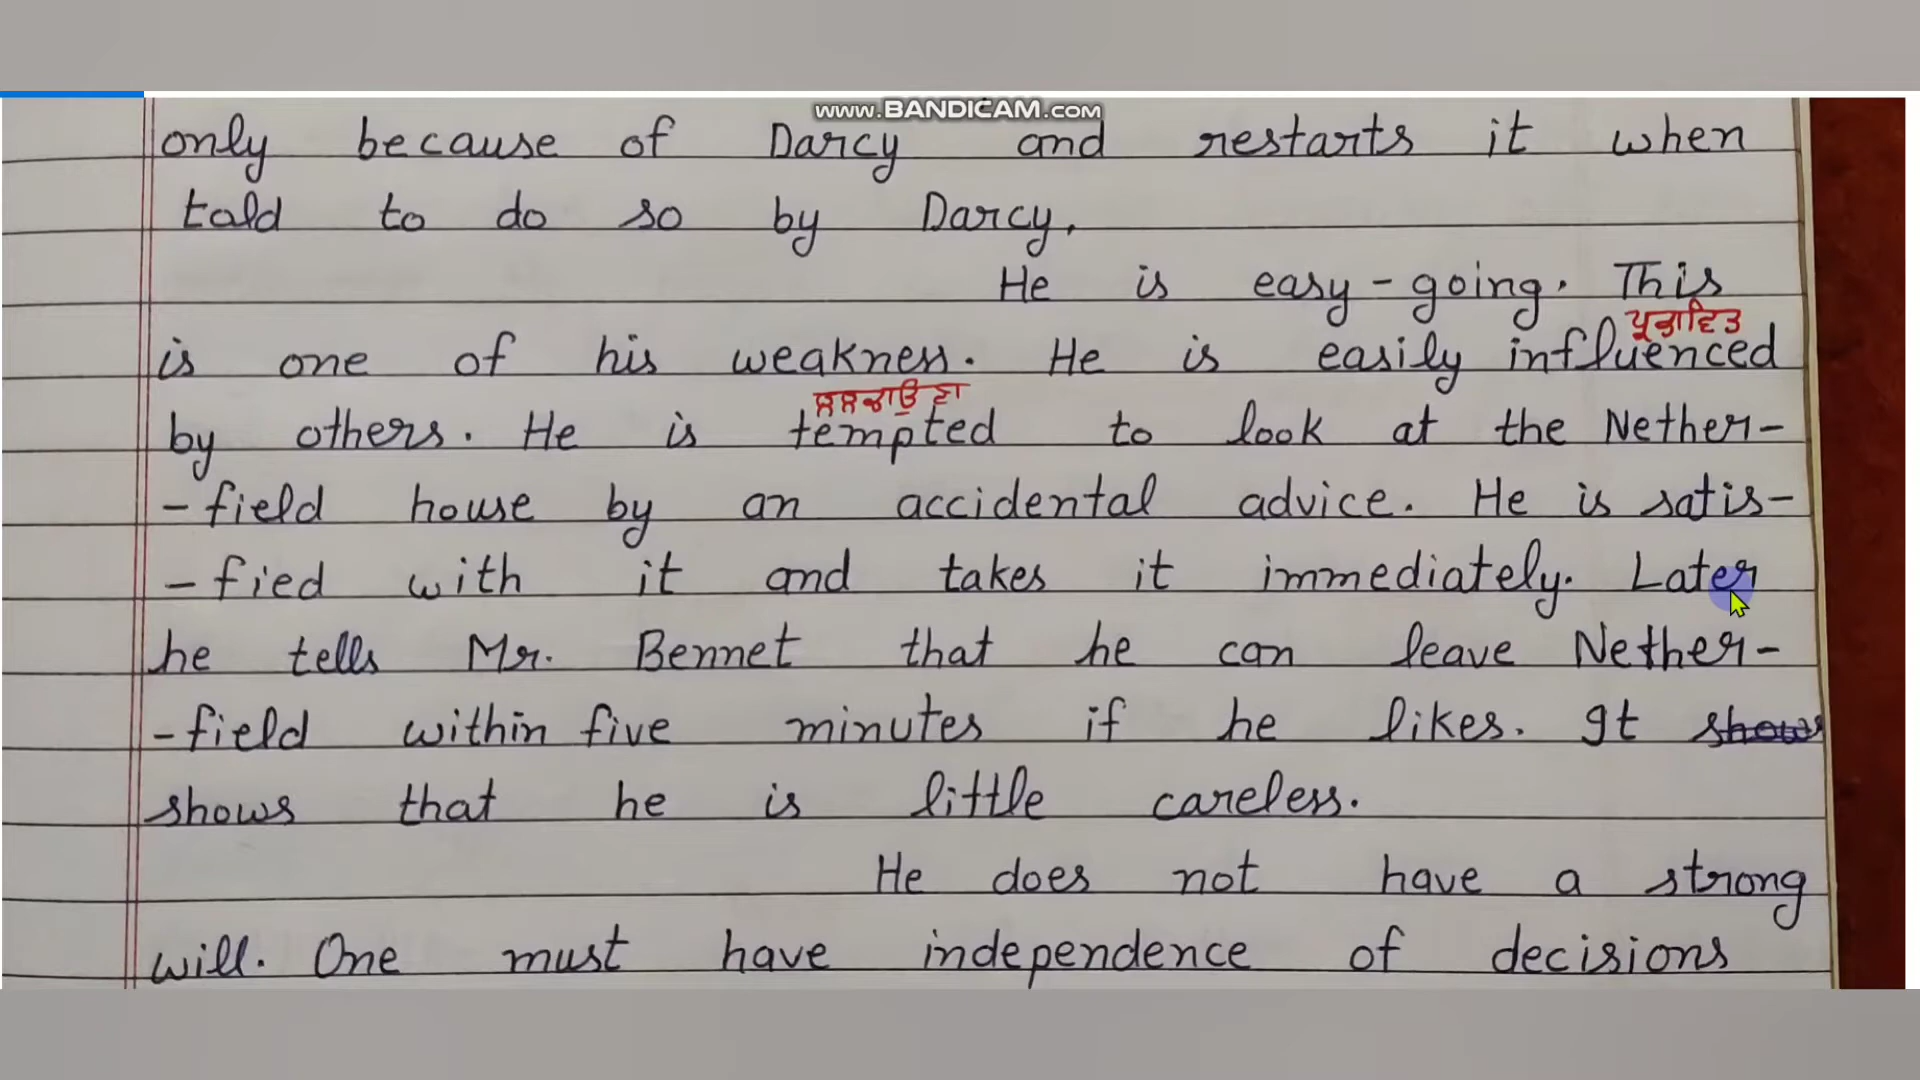 www.BANDICAM.com
only because of Darcy and restarts it when
told to do so by Darcy.
He is easy-going. This
ਪ੍ਰਭਾਵਿਤ
is one of his weakness. He is easily influenced
by others. He is tempted to look at the Nether-
-field house by an accidental advice. He is satis-
-fied with it and takes it immediately. Later
he tells Mr. Bennet that he can leave Nether-
-field within five minutes if he likes. It shows
shows that he is little careless.
He does not have a strong
will. One must have independence of decisions